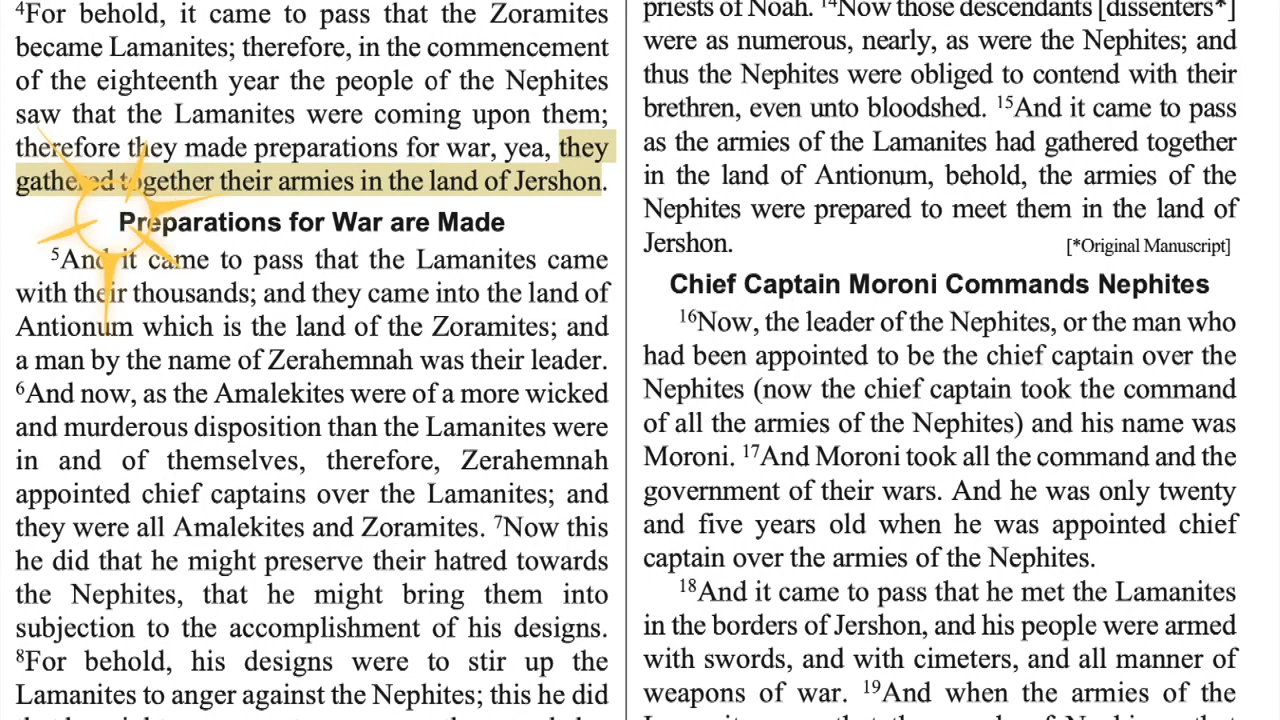 ⁴For behold, it came to pass that the Zoramites
became Lamanites; therefore, in the commencement
of the eighteenth year the people of the Nephites
saw that the Lamanites were coming upon them;
therefore they made preparations for war, yea, they
gathered together their armies in the land of Jershon.
Preparations for War are Made
⁵And it came to pass that the Lamanites came
with their thousands; and they came into the land of
Antionum which is the land of the Zoramites; and
a man by the name of Zerahemnah was their leader.
⁶And now, as the Amalekites were of a more wicked
and murderous disposition than the Lamanites were
in and of themselves, therefore, Zerahemnah
appointed chief captains over the Lamanites; and
they were all Amalekites and Zoramites. ⁷Now this
he did that he might preserve their hatred towards
the Nephites, that he might bring them into
subjection to the accomplishment of his designs.
⁸For behold, his designs were to stir up the
Lamanites to anger against the Nephites; this he did
priests of Noah. ¹⁴Now those descendants [dissenters*]
were as numerous, nearly, as were the Nephites; and
thus the Nephites were obliged to contend with their
brethren, even unto bloodshed. ¹⁵And it came to pass
as the armies of the Lamanites had gathered together
in the land of Antionum, behold, the armies of the
Nephites were prepared to meet them in the land of
Jershon. [*Original Manuscript]
Chief Captain Moroni Commands Nephites
¹⁶Now, the leader of the Nephites, or the man who
had been appointed to be the chief captain over the
Nephites (now the chief captain took the command
of all the armies of the Nephites) and his name was
Moroni. ¹⁷And Moroni took all the command and the
government of their wars. And he was only twenty
and five years old when he was appointed chief
captain over the armies of the Nephites.
¹⁸And it came to pass that he met the Lamanites
in the borders of Jershon, and his people were armed
with swords, and with cimeters, and all manner of
weapons of war. ¹⁹And when the armies of the